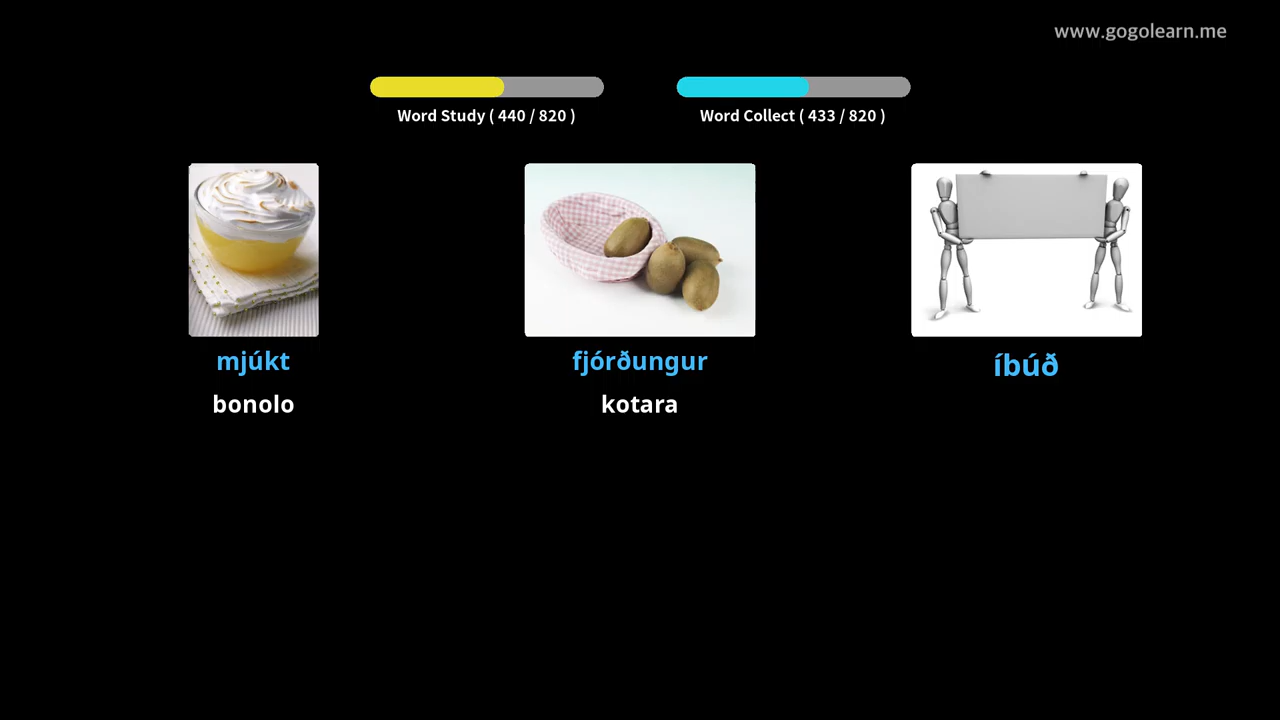 www.gogolearn.me
Word Study ( 440 / 820 )
Word Collect ( 433 / 820 )
mjúkt
fjórðungur
íbúð
bonolo
kotara